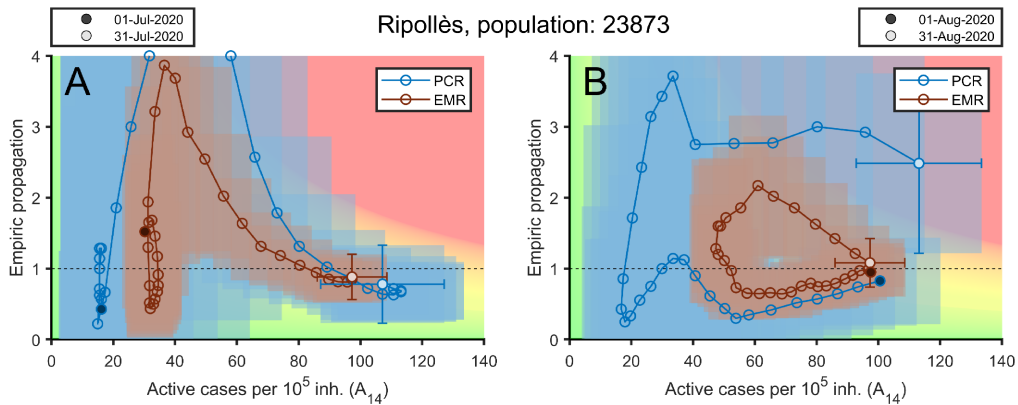 01-Jul-2020
31-Jul-2020
Ripollès, population: 23873
01-Aug-2020
31-Aug-2020
A
PCR
EMR
Empiric propagation
4
3
2
1
0
0 20 40 60 80 100 120 140
Active cases per 10⁵ inh. (A₁₄)
B
PCR
EMR
Empiric propagation
4
3
2
1
0
0 20 40 60 80 100 120 140
Active cases per 10⁵ inh. (A₁₄)